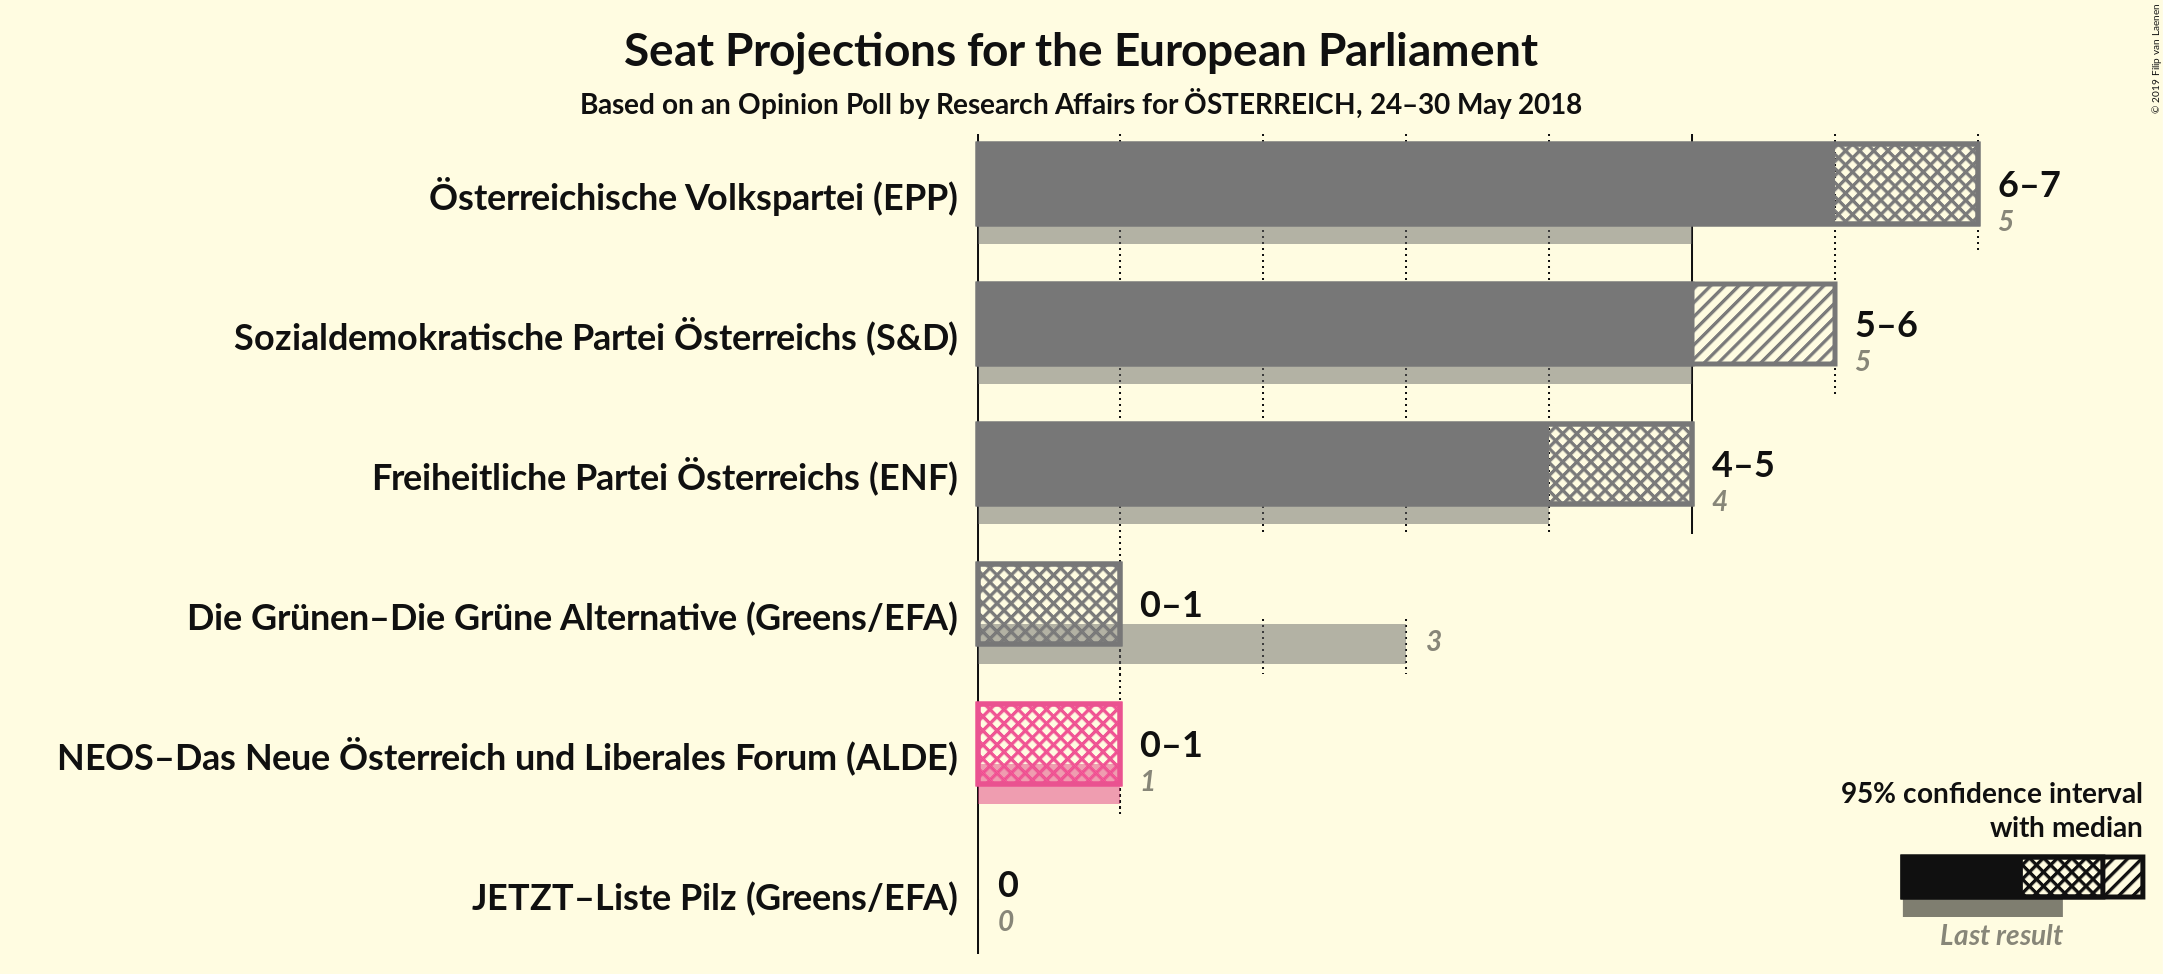 Seat Projections for the European Parliament
Based on an Opinion Poll by Research Affairs for ÖSTERREICH, 24–30 May 2018
© 2019 Filip van Laenen
Österreichische Volkspartei (EPP)
6–7
5
Sozialdemokratische Partei Österreichs (S&D)
5–6
5
Freiheitliche Partei Österreichs (ENF)
4–5
4
Die Grünen–Die Grüne Alternative (Greens/EFA)
0–1
3
NEOS–Das Neue Österreich und Liberales Forum (ALDE)
0–1
1
JETZT–Liste Pilz (Greens/EFA)
0
0
95% confidence interval
with median
Last result